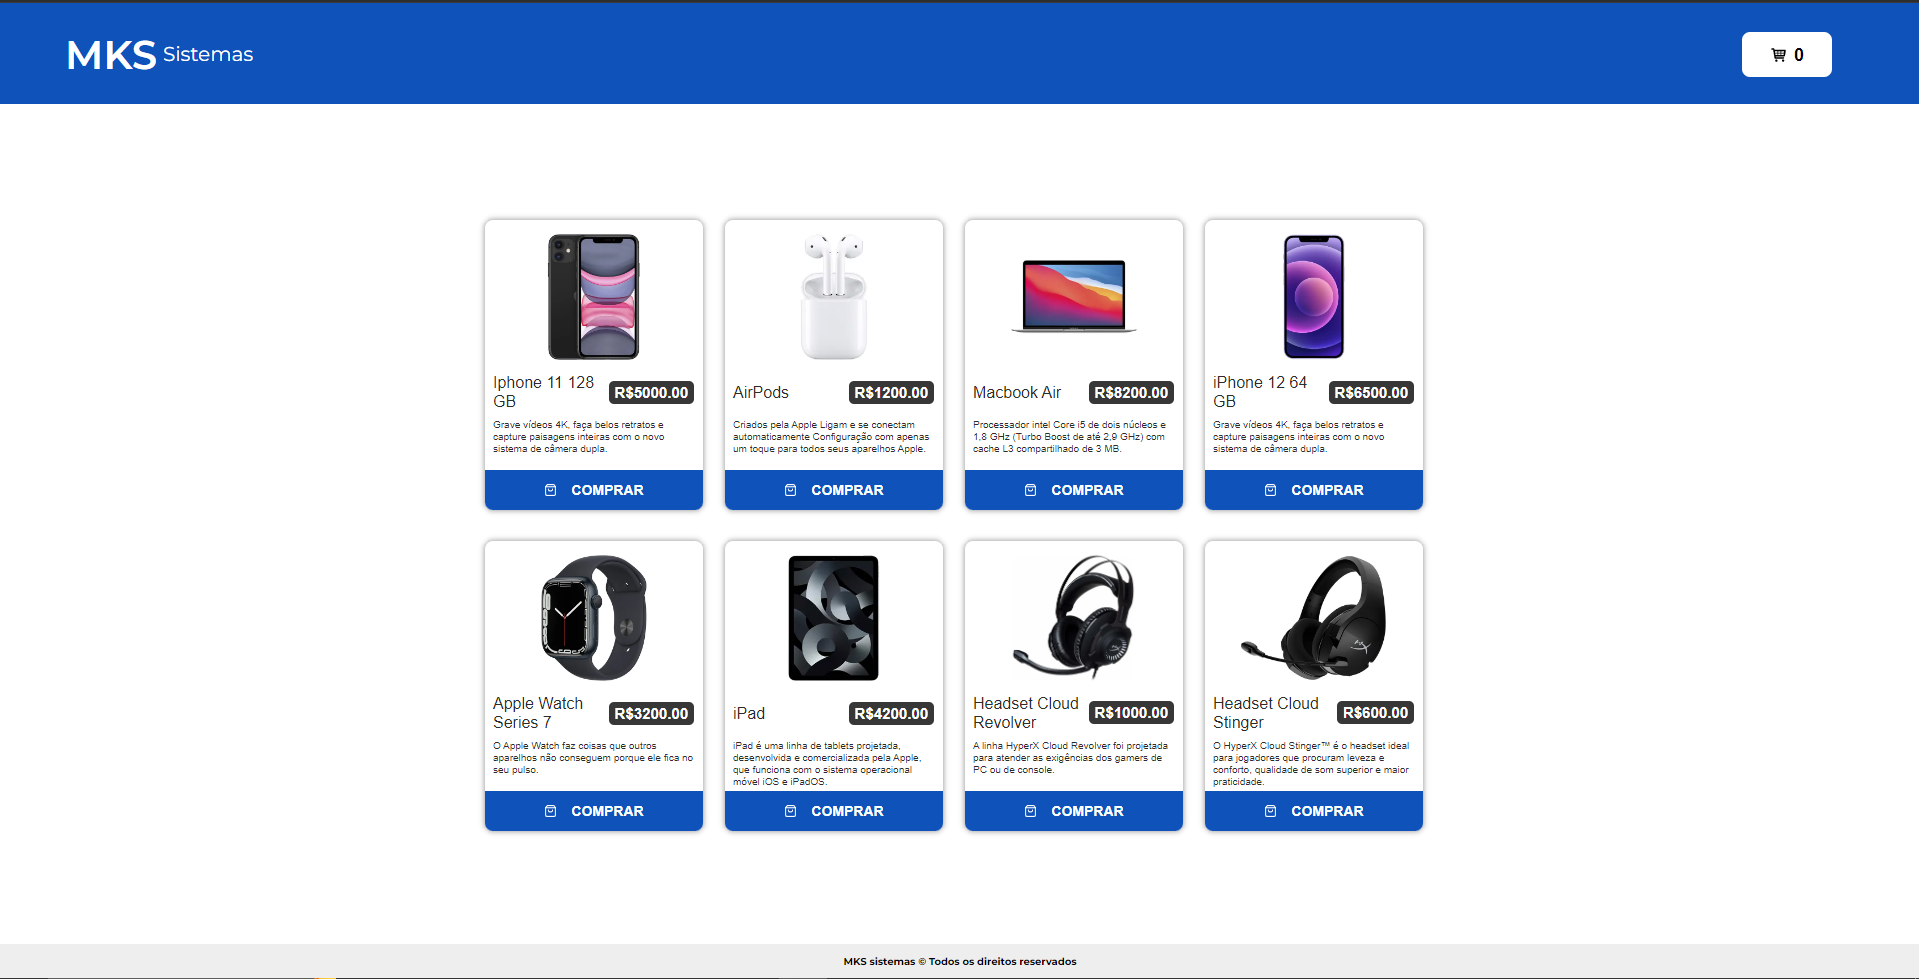 MKS Sistemas
0
Iphone 11 128
GB
R$5000.00
Grave vídeos 4K, faça belos retratos e
capture paisagens inteiras com o novo
sistema de câmera dupla.
COMPRAR
AirPods
R$1200.00
Criados pela Apple Ligam e se conectam
automaticamente Configuração com apenas
um toque para todos seus aparelhos Apple.
COMPRAR
Macbook Air
R$8200.00
Processador intel Core i5 de dois núcleos e
1,8 GHz (Turbo Boost de até 2,9 GHz) com
cache L3 compartilhado de 3 MB.
COMPRAR
iPhone 12 64
GB
R$6500.00
Grave vídeos 4K, faça belos retratos e
capture paisagens inteiras com o novo
sistema de câmera dupla.
COMPRAR
Apple Watch
Series 7
R$3200.00
O Apple Watch faz coisas que outros
aparelhos não conseguem porque ele fica no
seu pulso.
COMPRAR
iPad
R$4200.00
iPad é uma linha de tablets projetada,
desenvolvida e comercializada pela Apple,
que funciona com o sistema operacional
móvel iOS e iPadOS.
COMPRAR
Headset Cloud
Revolver
R$1000.00
A linha HyperX Cloud Revolver foi projetada
para atender as exigências dos gamers de
PC ou de console.
COMPRAR
Headset Cloud
Stinger
R$600.00
O HyperX Cloud Stinger™ é o headset ideal
para jogadores que procuram leveza e
conforto, qualidade de som superior e maior
praticidade.
COMPRAR
MKS sistemas © Todos os direitos reservados